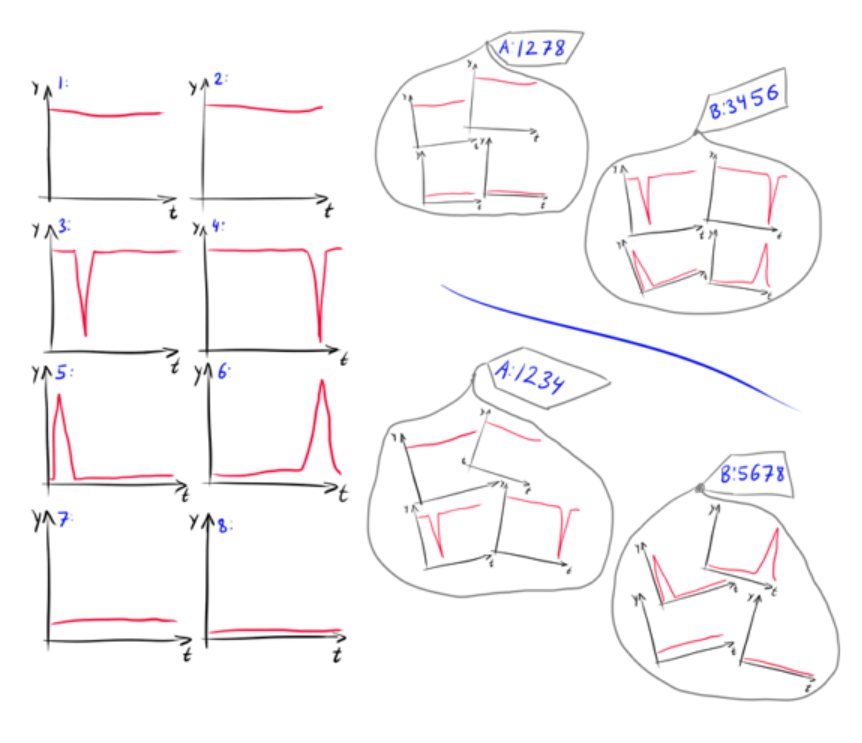 y 1: t
y 2: t
y 3: t
y 4: t
y 5: t
y 6: t
y 7: t
y 8: t
A:1278
y t
y t
y t
y t
B:3456
y t
y t
y t
y t
A:1234
y t
y t
y t
y t
B:5678
y t
y t
y t
y t